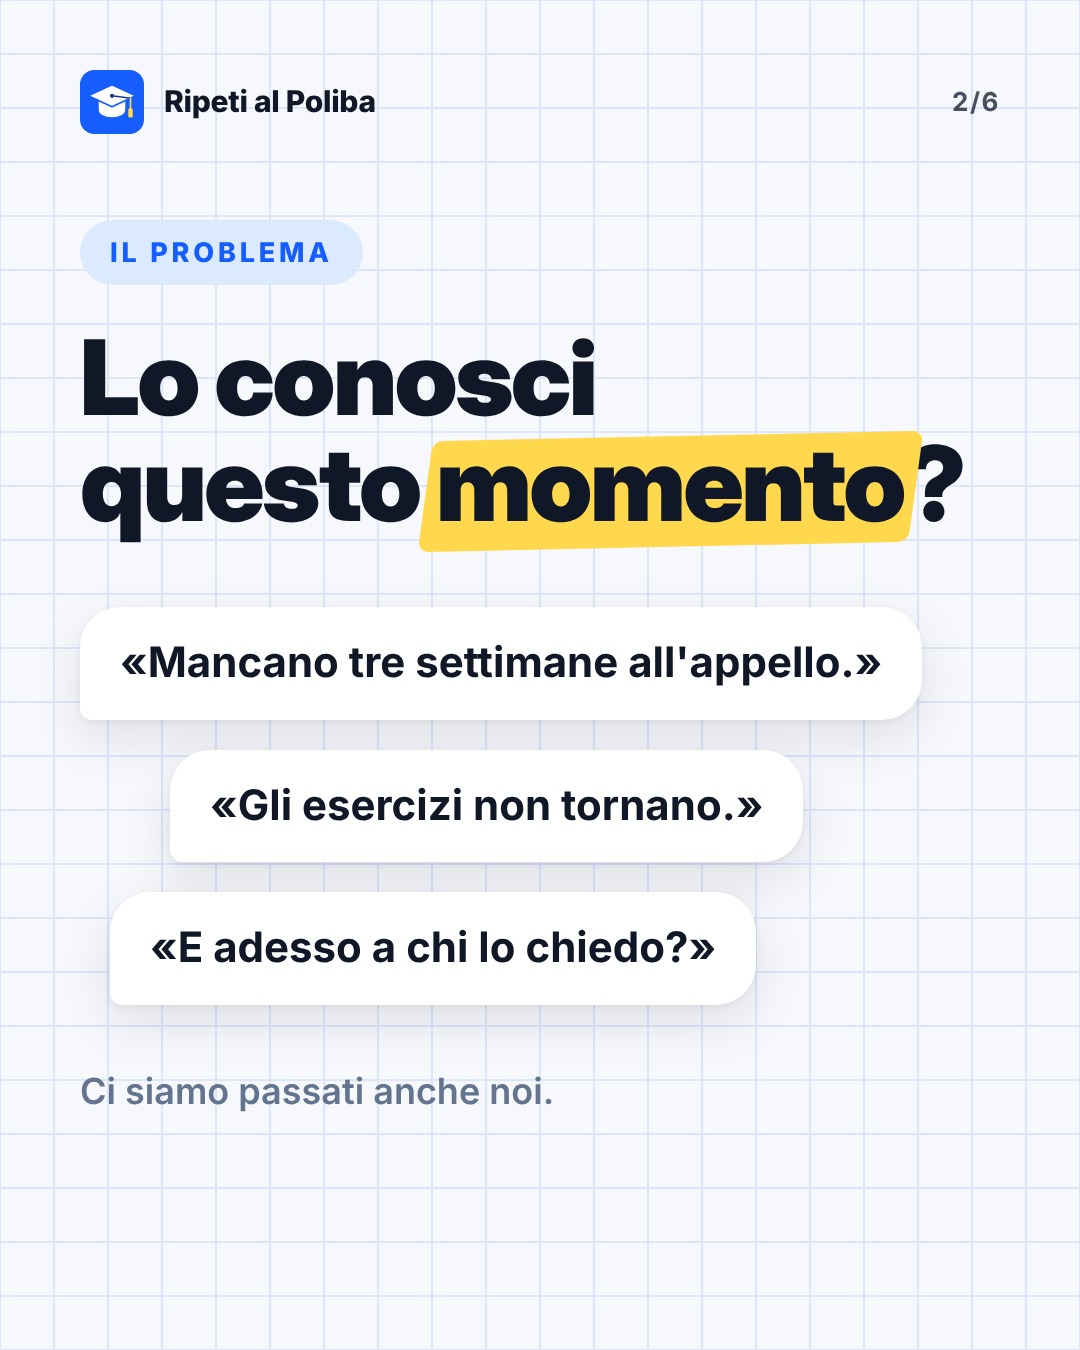 Ripeti al Poliba
2/6
IL PROBLEMA
Lo conosci
questo momento?
«Mancano tre settimane all'appello.»
«Gli esercizi non tornano.»
«E adesso a chi lo chiedo?»
Ci siamo passati anche noi.